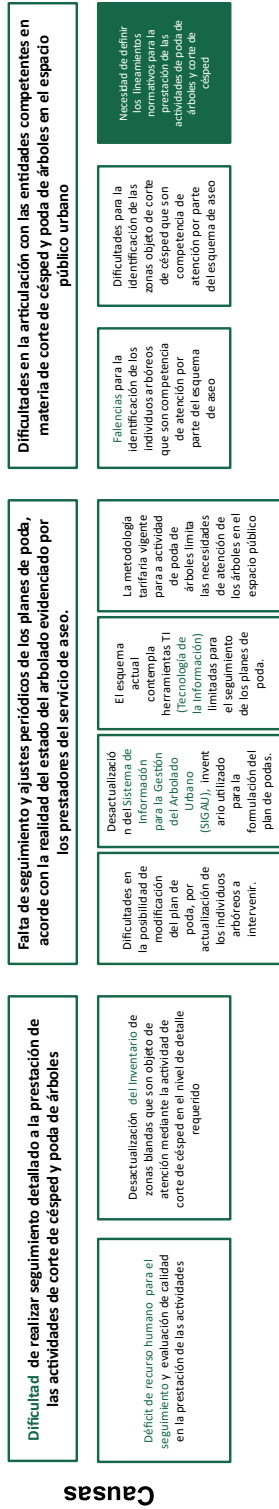 Causas
Dificultad de realizar seguimiento detallado a la prestación de
las actividades de corte de césped y poda de árboles
Déficit de recurso humano para el
seguimiento y evaluación de calidad
en la prestación de las actividades
Desactualización del Inventario de
zonas blandas que son objeto de
atención mediante la actividad de
corte de césped en el nivel de detalle
requerido
Falta de seguimiento y ajustes periódicos de los planes de poda,
acorde con la realidad del estado del arbolado evidenciado por
los prestadores del servicio de aseo.
Dificultades en
la posibilidad de
modificación
del plan de
poda, por
actualización de
los individuos
arbóreos a
intervenir.
Desactualizació
n del Sistema de
Información
para la Gestión
del Arbolado
Urbano
(SIGAU), invent
ario utilizado
para la
formulación del
plan de podas.
El esquema
actual
contempla
herramientas TI
(Tecnología de
la Información)
limitadas para
el seguimiento
de los planes de
poda.
La metodología
tarifaria vigente
para a actividad
de poda de
árboles limita
las necesidades
de atención de
los árboles en el
espacio público
Dificultades en la articulación con las entidades competentes en
materia de corte de césped y poda de árboles en el espacio
público urbano
Falencias para la
identificación de los
individuos arbóreos
que son competencia
de atención por
parte del esquema
de aseo
Dificultades para la
identificación de las
zonas objeto de corte
de césped que son
competencia de
atención por parte
del esquema de aseo
Necesidad de definir
los lineamientos
normativos para la
prestación de las
actividades de poda de
árboles y corte de
césped